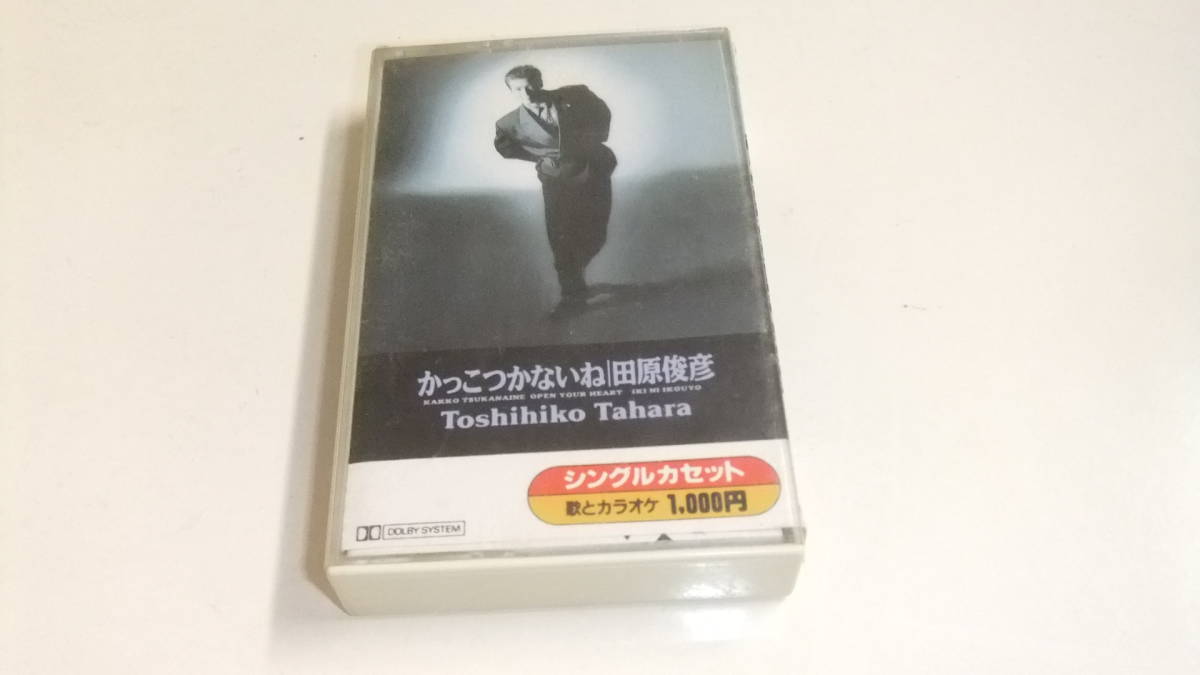 かっこつかないね|田原俊彦
KAKKO TSUKANAINE OPEN YOUR HEART IKI NI IKOUYO
Toshihiko Tahara
シングルカセット
歌とカラオケ 1,000円
DOLBY SYSTEM